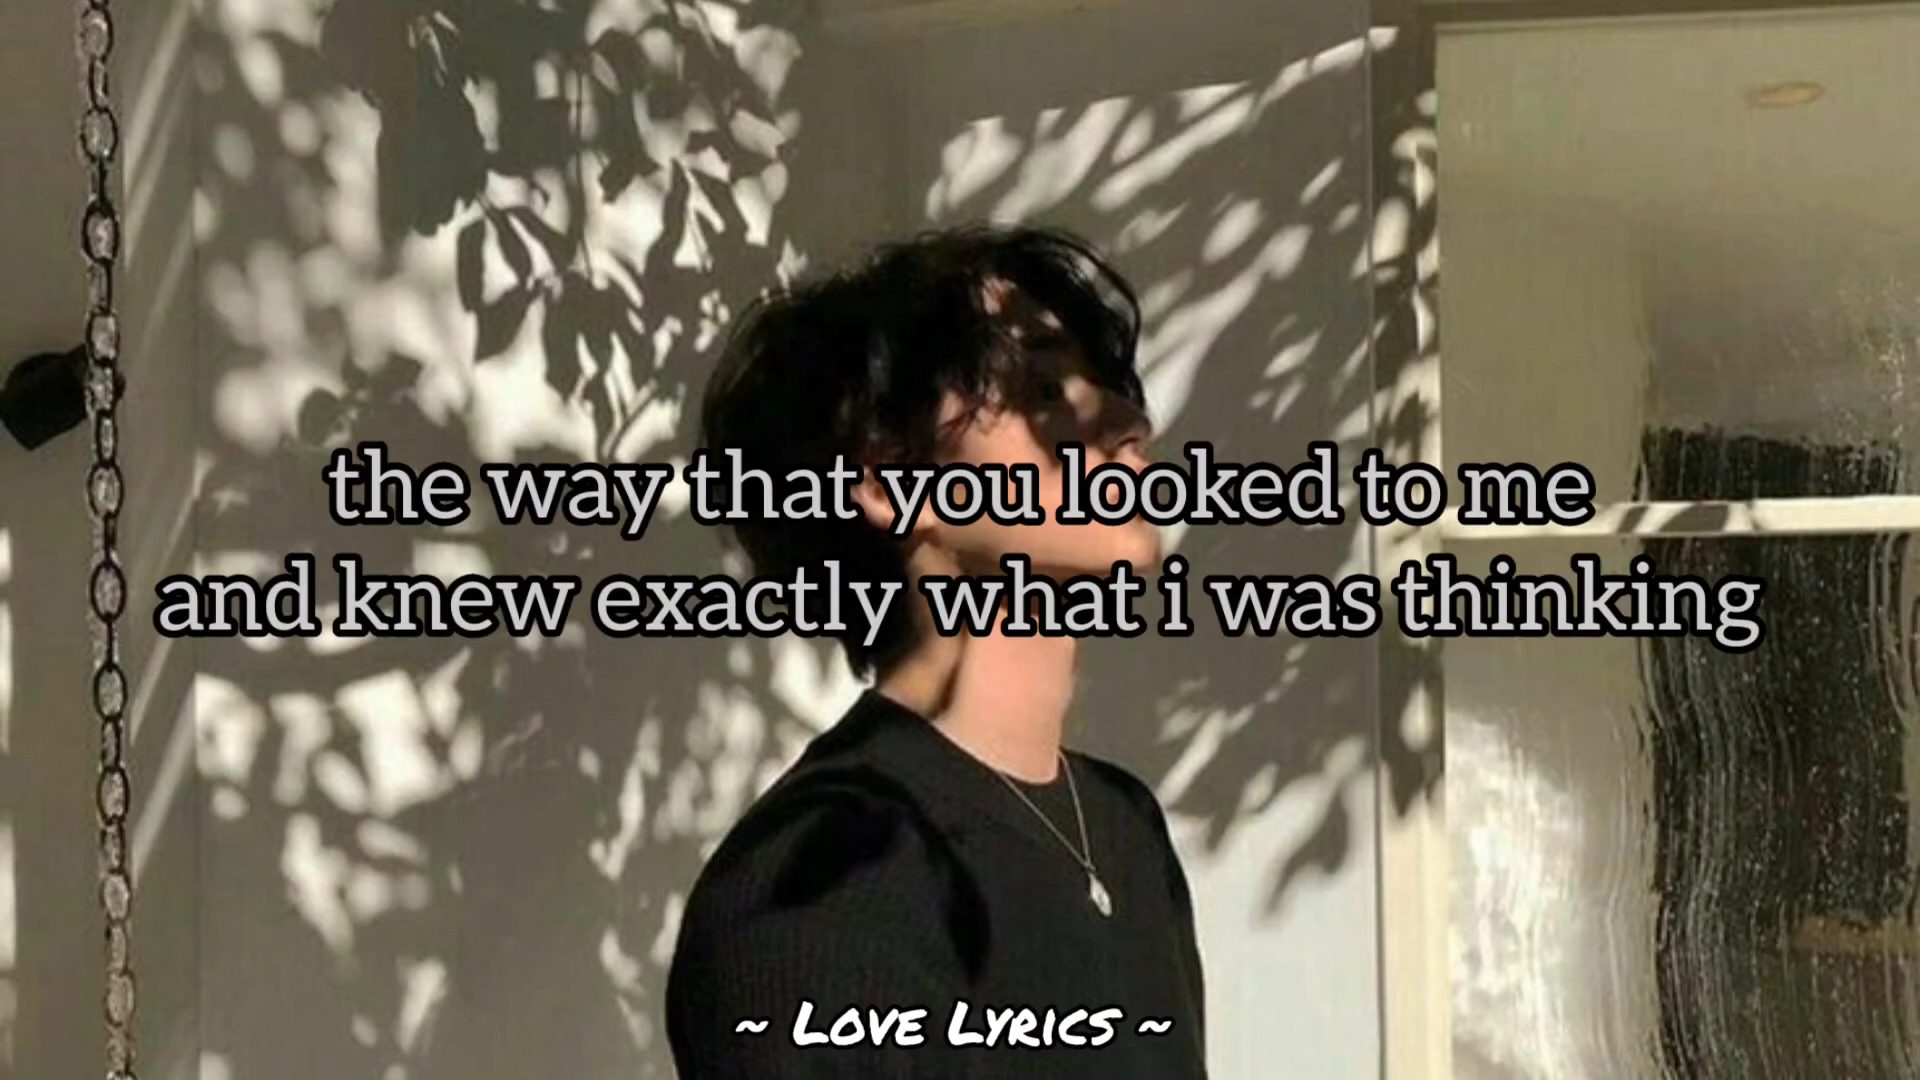 the way that you looked to me
and knew exactly what i was thinking
~ Love Lyrics ~